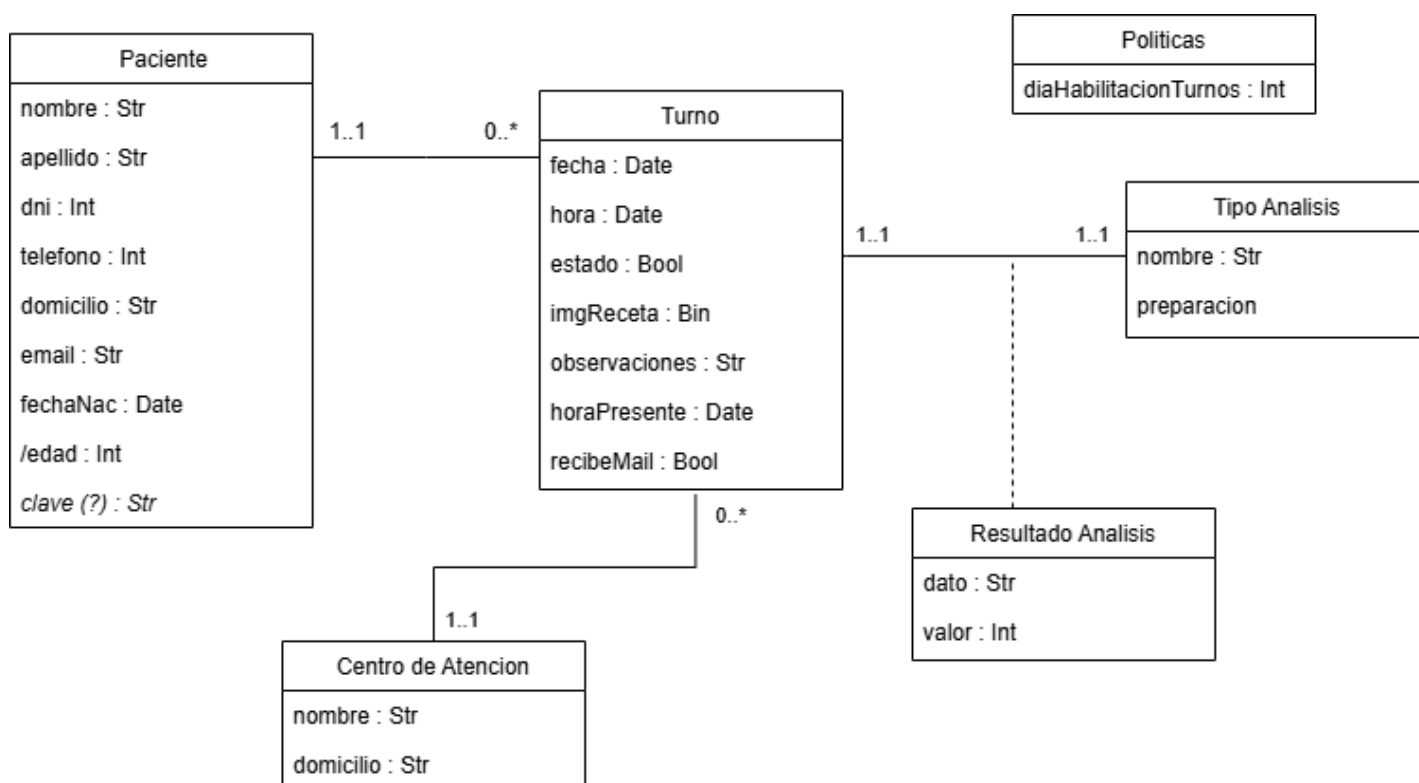 Paciente
nombre : Str
apellido : Str
dni : Int
telefono : Int
domicilio : Str
email : Str
fechaNac : Date
/edad : Int
clave (?) : Str
1..1
0..*
Turno
fecha : Date
hora : Date
estado : Bool
imgReceta : Bin
observaciones : Str
horaPresente : Date
recibeMail : Bool
Politicas
diaHabilitacionTurnos : Int
1..1
1..1
Tipo Analisis
nombre : Str
preparacion
0..*
1..1
Resultado Analisis
dato : Str
valor : Int
Centro de Atencion
nombre : Str
domicilio : Str